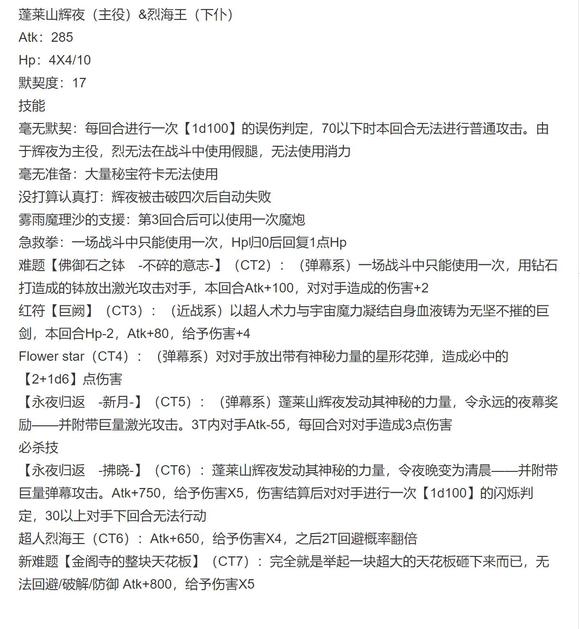 蓬莱山辉夜（主役）&烈海王（下仆）
Atk：285
Hp：4X4/10
默契度：17
技能
毫无默契：每回合进行一次【1d100】的误伤判定，70以下时本回合无法进行普通攻击。由
于辉夜为主役，烈无法在战斗中使用假腿，无法使用消力
毫无准备：大量秘宝符卡无法使用
没打算认真打：辉夜被击破四次后自动失败
雾雨魔理沙的支援：第3回合后可以使用一次魔炮
急救拳：一场战斗中只能使用一次，Hp归0后回复1点Hp
难题【佛御石之钵　-不碎的意志-】（CT2）：（弹幕系）一场战斗中只能使用一次，用钻石
打造成的钵放出激光攻击对手，本回合Atk+100，对对手造成的伤害+2
红符【巨阙】（CT3）：（近战系）以超人术力与宇宙魔力凝结自身血液铸为无坚不摧的巨
剑，本回合Hp-2，Atk+80，给予伤害+4
Flower star（CT4）：（弹幕系）对对手放出带有神秘力量的星形花弹，造成必中的
【2+1d6】点伤害
【永夜归返　-新月-】（CT5）：（弹幕系）蓬莱山辉夜发动其神秘的力量，令永远的夜幕奖
励——并附带巨量激光攻击。3T内对手Atk-55，每回合对对手造成3点伤害
必杀技
【永夜归返　-拂晓-】（CT6）：蓬莱山辉夜发动其神秘的力量，令夜晚变为清晨——并附带
巨量弹幕攻击。Atk+750，给予伤害X5，伤害结算后对对手进行一次【1d100】的闪烁判
定，30以上对手下回合无法行动
超人烈海王（CT6）：Atk+650，给予伤害X4，之后2T回避概率翻倍
新难题【金阁寺的整块天花板】（CT7）：完全就是举起一块超大的天花板砸下来而已，无
法回避/破解/防御 Atk+800，给予伤害X5